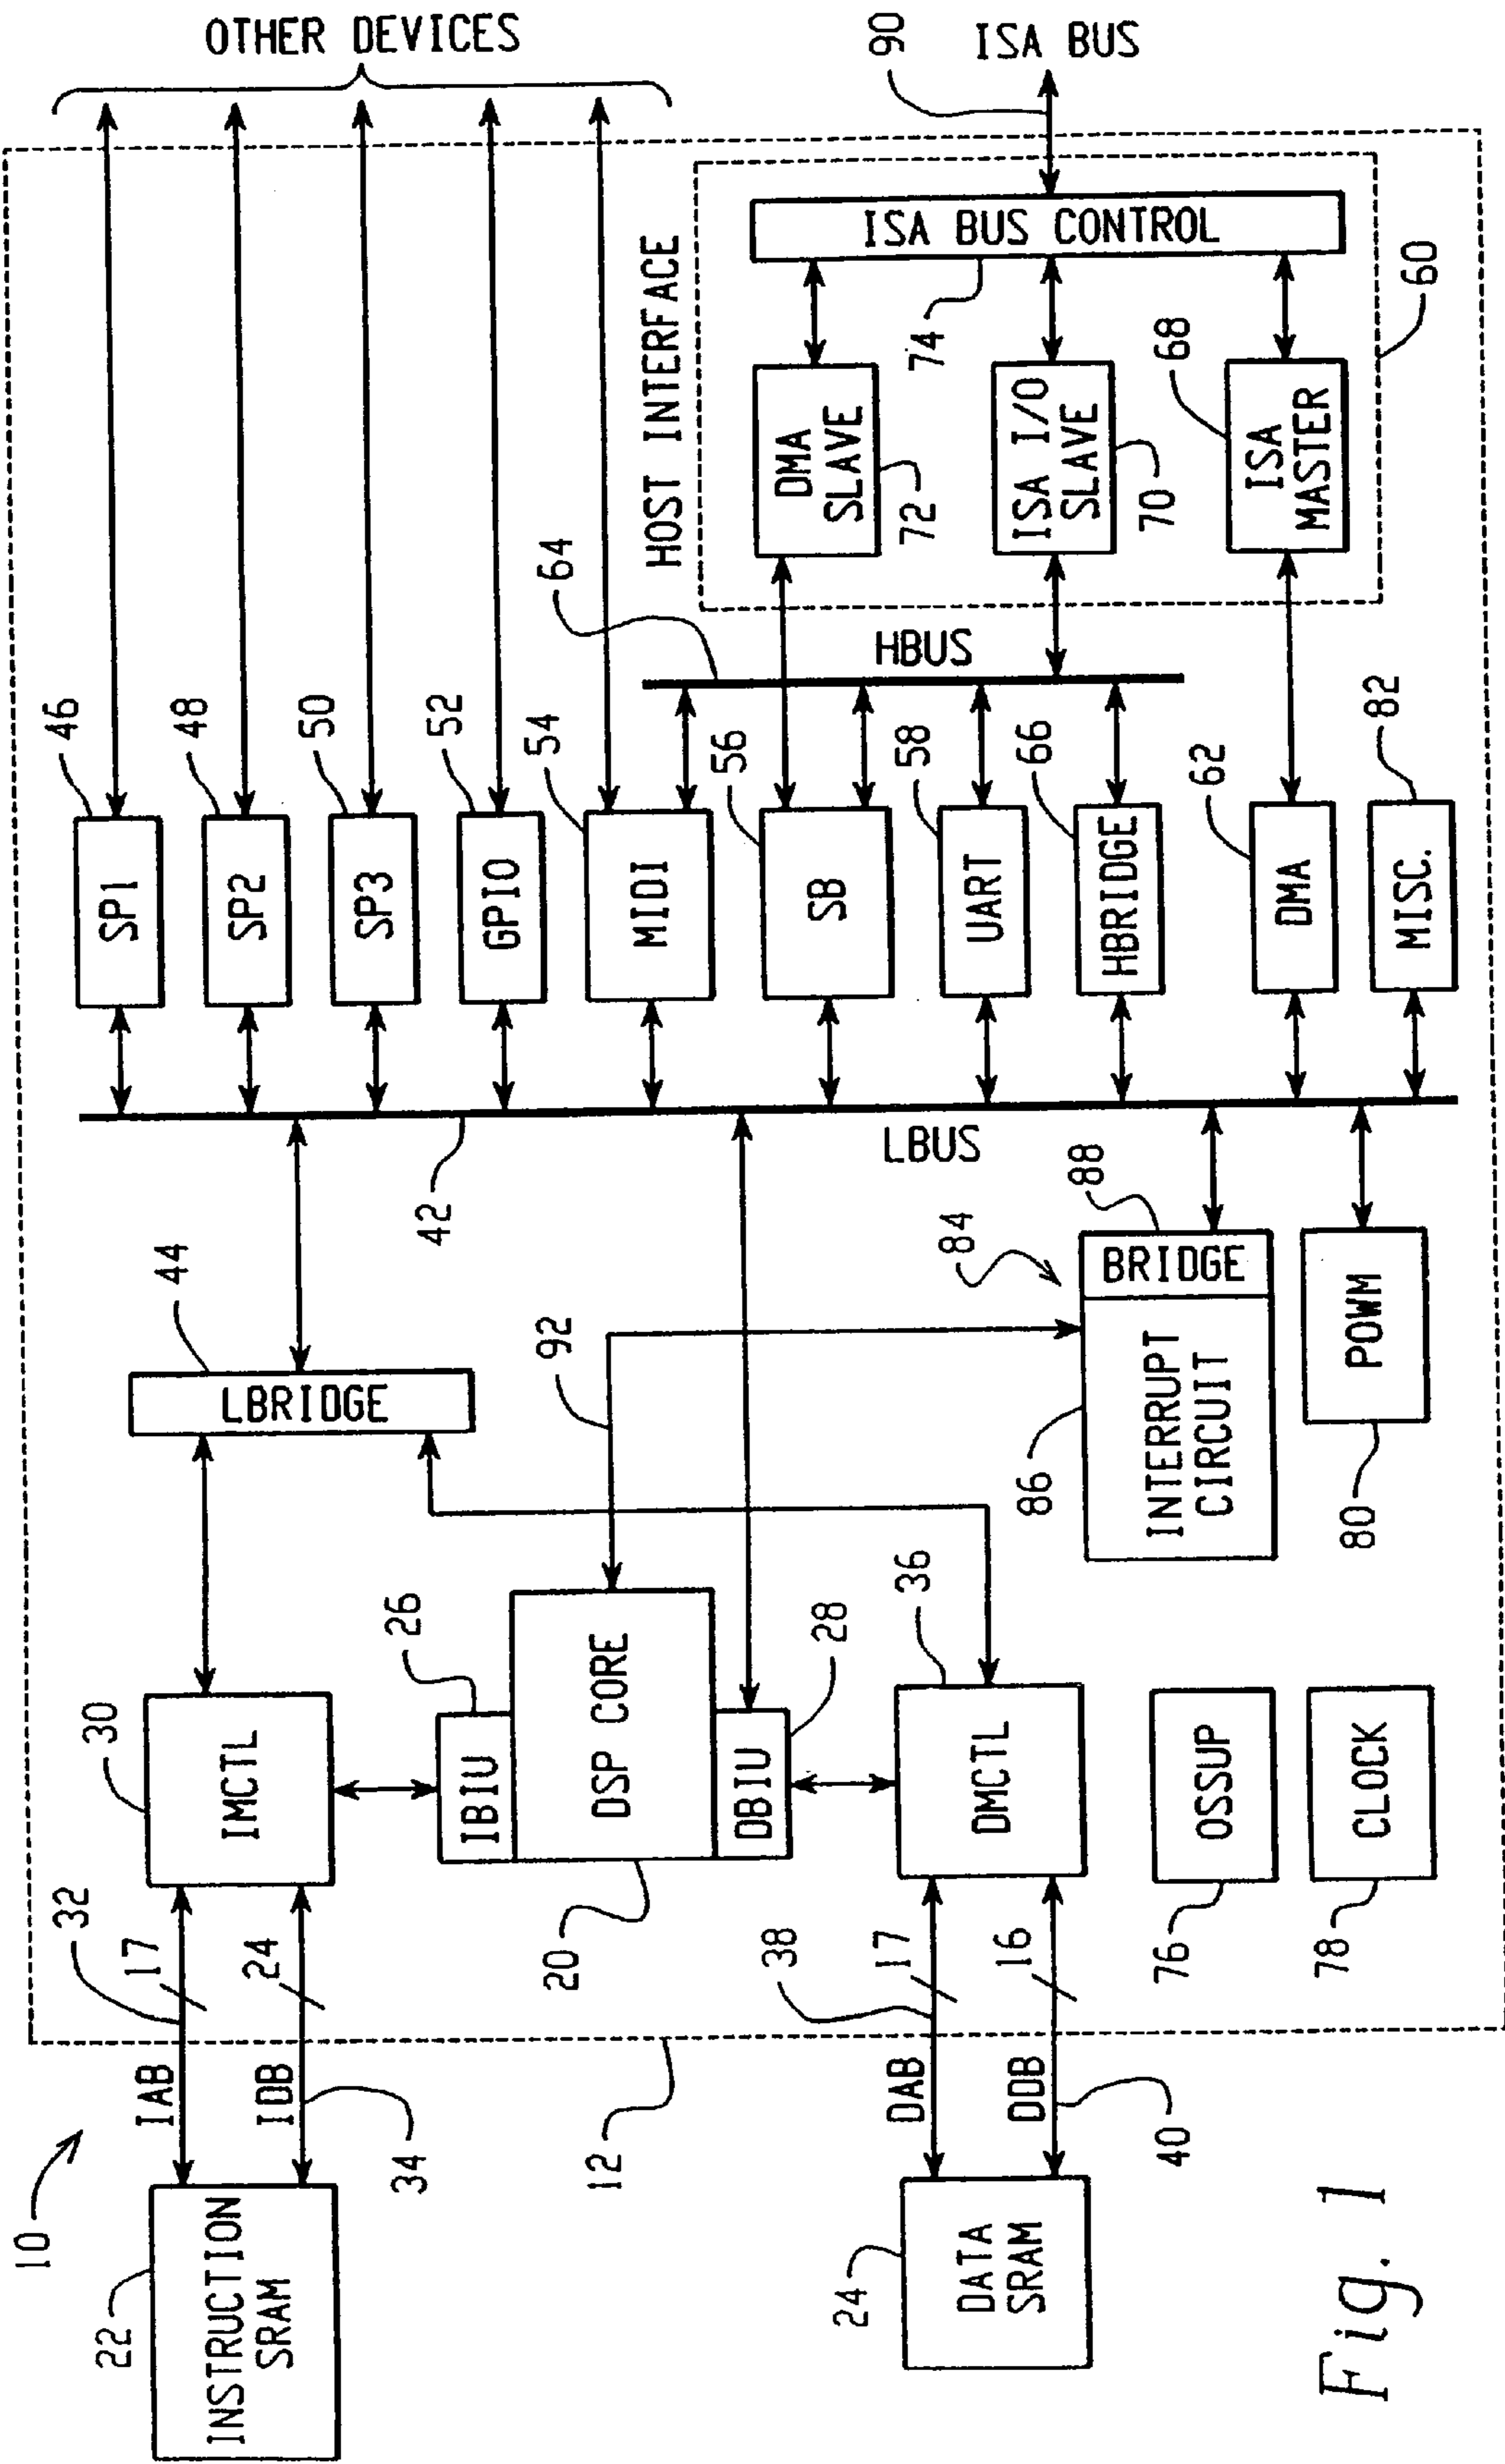 OTHER DEVICES
90
ISA BUS
46
SP1
48
SP2
50
SP3
52
GPIO
54
MIDI
64
HOST INTERFACE
HBUS
56
SB
58
UART
66
HBRIDGE
62
DMA
82
MISC.
DMA
SLAVE
72
ISA I/O
SLAVE
70
ISA
MASTER
68
ISA BUS CONTROL
74
60
42
LBUS
44
LBRIDGE
92
84
88
BRIDGE
INTERRUPT
CIRCUIT
86
POWM
80
30
IMCTL
26
IBIU
DSP CORE
20
DBIU
28
36
DMCTL
OSSUP
76
CLOCK
78
32
17
IAB
24
IDB
34
38
17
DAB
16
DDB
40
12
10
22
INSTRUCTION
SRAM
24
DATA
SRAM
Fig. 1